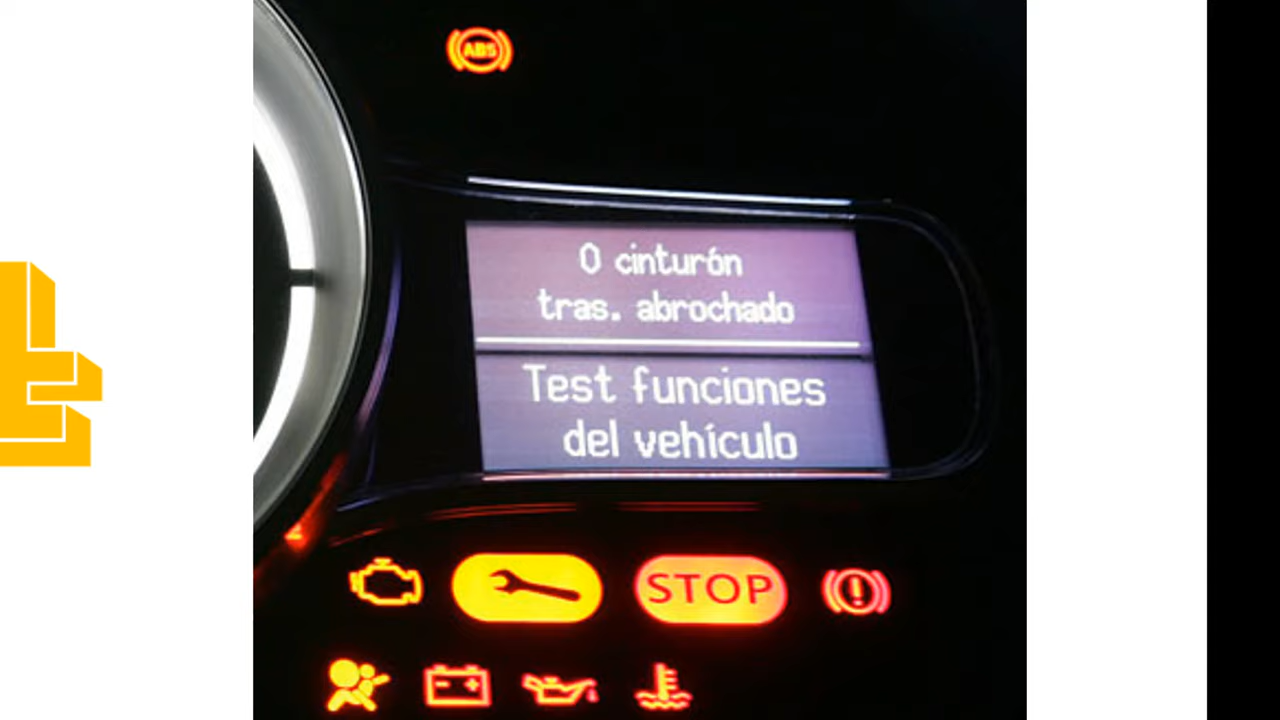 ABS
0 cinturón
tras. abrochado
Test funciones
del vehículo
STOP